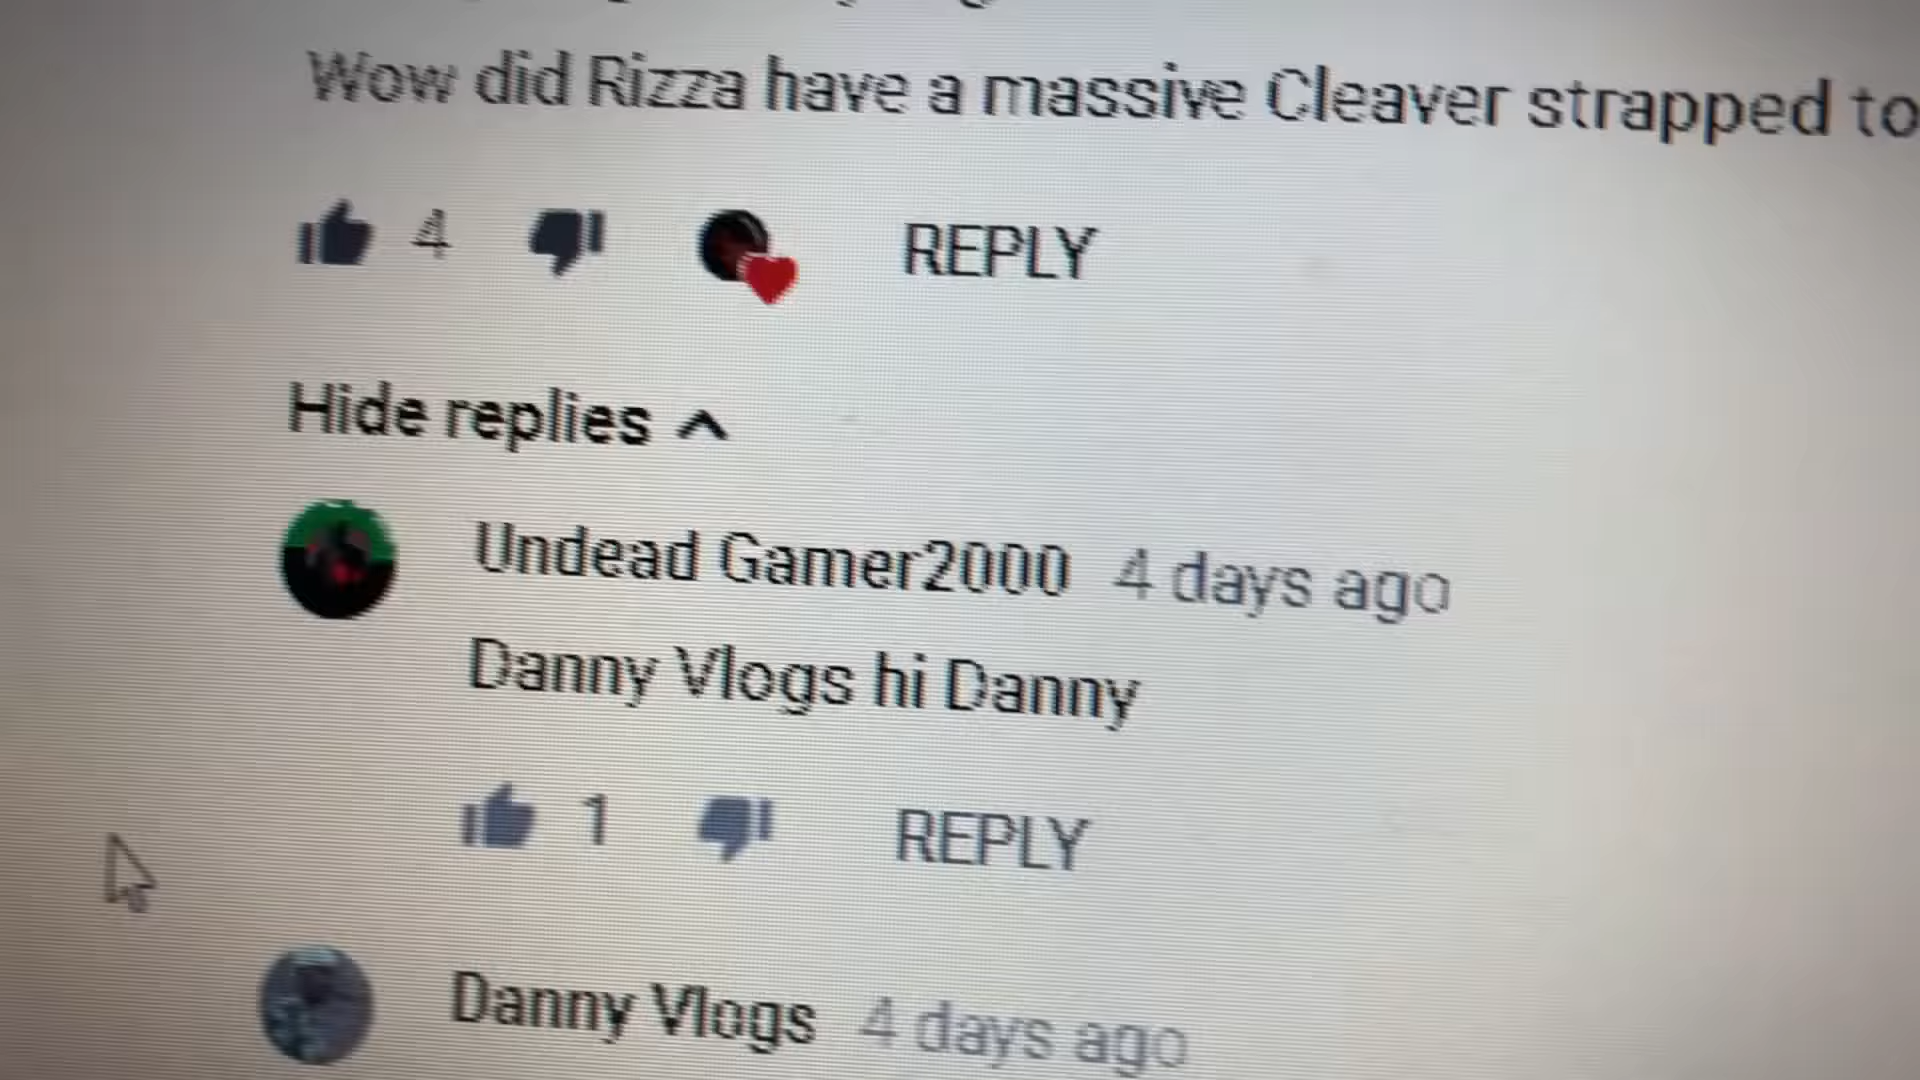 Wow did Rizza have a massive Cleaver strapped to
4 REPLY
Hide replies
Undead Gamer2000 4 days ago
Danny Vlogs hi Danny
1 REPLY
Danny Vlogs 4 days ago